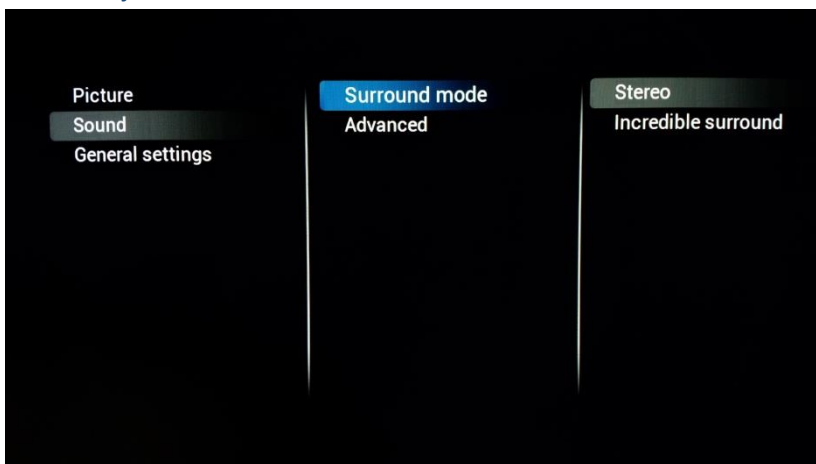 Picture
Sound
General settings
Surround mode
Advanced
Stereo
Incredible surround